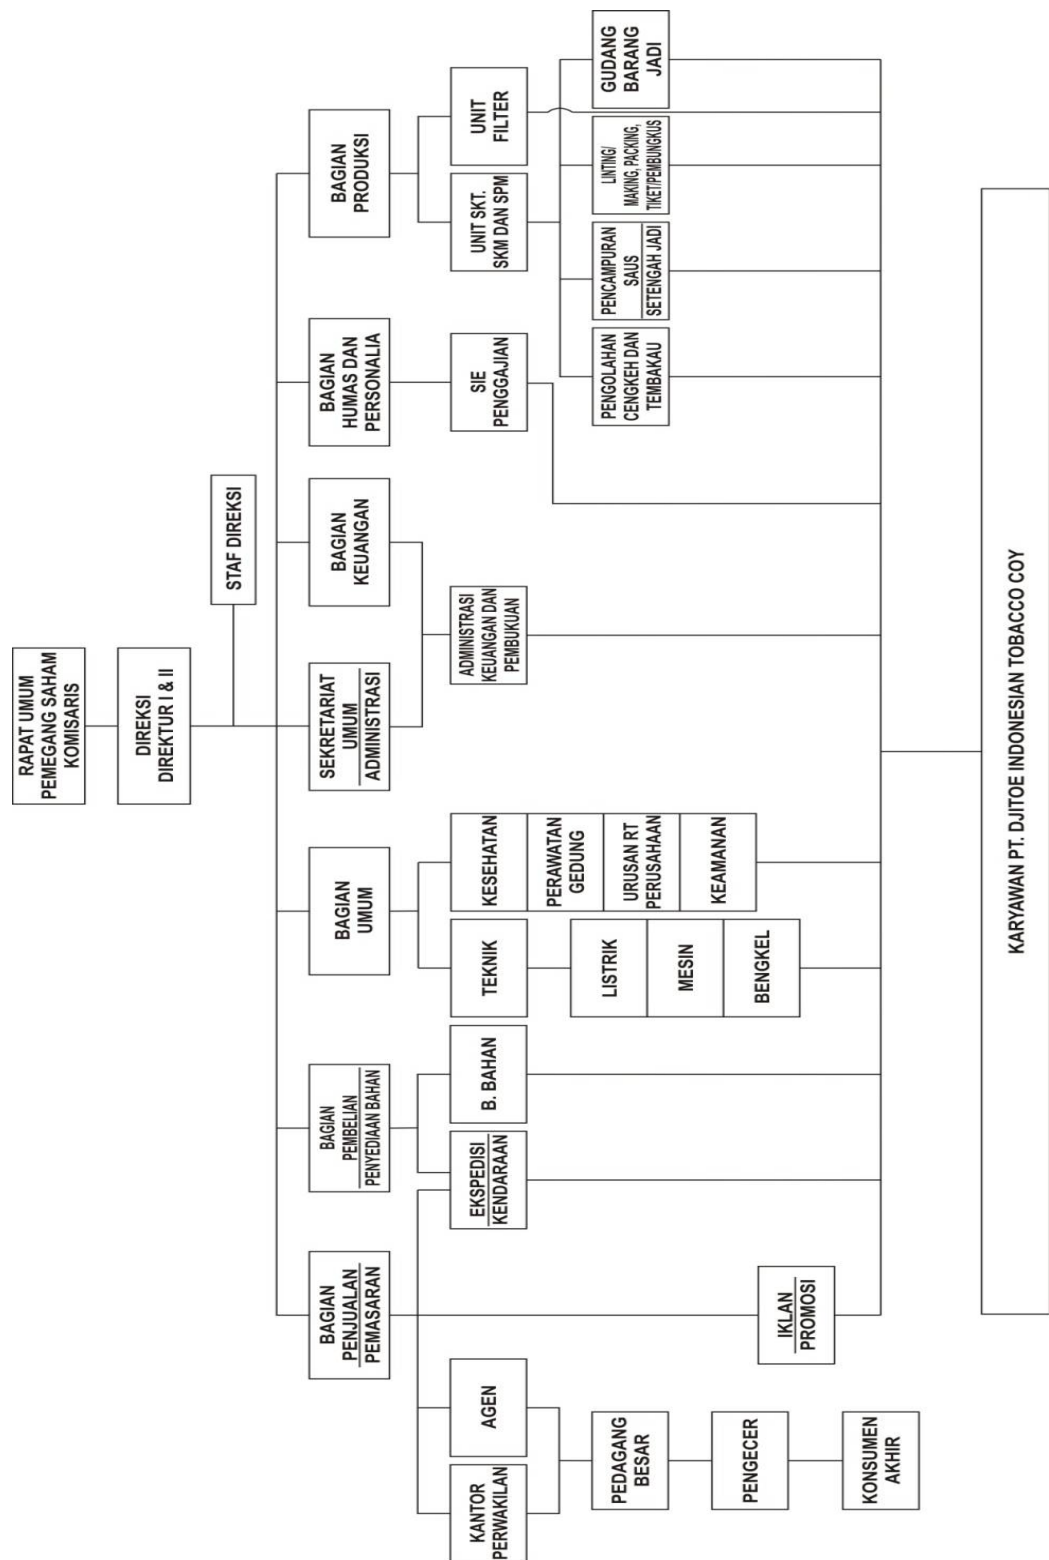 RAPAT UMUM
PEMEGANG SAHAM
KOMISARIS
DIREKSI
DIREKTUR I & II
STAF DIREKSI
BAGIAN
PENJUALAN
PEMASARAN
BAGIAN
PEMBELIAN
PENYEDIAAN BAHAN
BAGIAN
UMUM
SEKRETARIAT
UMUM
ADMINISTRASI
BAGIAN
KEUANGAN
BAGIAN
HUMAS DAN
PERSONALIA
BAGIAN
PRODUKSI
KANTOR
PERWAKILAN
AGEN
EKSPEDISI
KENDARAAN
B. BAHAN
TEKNIK
KESEHATAN
PERAWATAN
GEDUNG
URUSAN RT
PERUSAHAAN
KEAMANAN
ADMINISTRASI
KEUANGAN DAN
PEMBUKUAN
SIE
PENGGAJIAN
UNIT SKT.
SKM DAN SPM
UNIT
FILTER
PEDAGANG
BESAR
LISTRIK
MESIN
BENGKEL
PENGOLAHAN
CENGKEH DAN
TEMBAKAU
PENCAMPURAN
SAUS
SETENGAH JADI
LINTING/
MAKING, PACKING,
TIKET/PEMBUNGKUS
GUDANG
BARANG
JADI
PENGECER
IKLAN
PROMOSI
KONSUMEN
AKHIR
KARYAWAN PT. DJITOE INDONESIAN TOBACCO COY